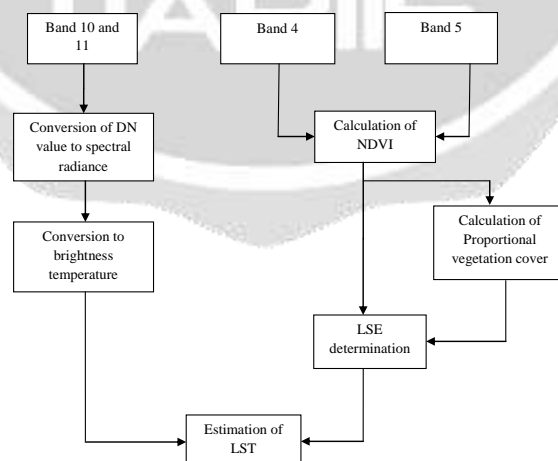 Band 10 and
11
Band 4
Band 5
Conversion of DN
value to spectral
radiance
Calculation of
NDVI
Conversion to
brightness
temperature
Calculation of
Proportional
vegetation cover
LSE
determination
Estimation of
LST